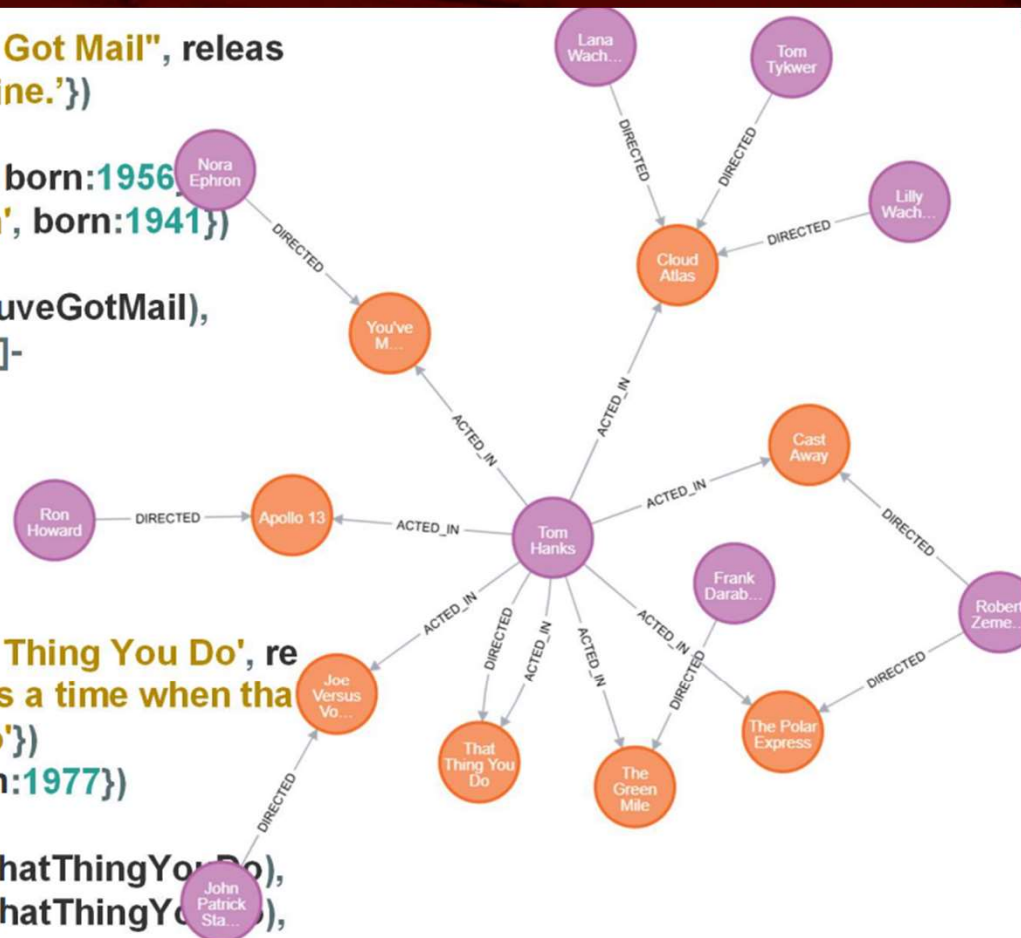 Got Mail", releas
ine.'})
born:1956
', born:1941})
uveGotMail),
]-
Thing You Do', re
s a time when tha
'})
n:1977})
hatThingYou Do),
hatThingYo ),
Lana
Wach...
Tom
Tykwer
Nora
Ephron
Lilly
Wach...
DIRECTED
DIRECTED
DIRECTED
DIRECTED
Cloud
Atlas
You've
M...
ACTED_IN
ACTED_IN
Cast
Away
ACTED_IN
DIRECTED
Ron
Howard
DIRECTED
Apollo 13
ACTED_IN
Tom
Hanks
Frank
Darab...
Robert
Zeme...
ACTED_IN
DIRECTED
ACTED_IN
ACTED_IN
ACTED_IN
DIRECTED
DIRECTED
Joe
Versus
Vo...
That
Thing You
Do
The
Green
Mile
The Polar
Express
DIRECTED
John
Patrick
Sta...